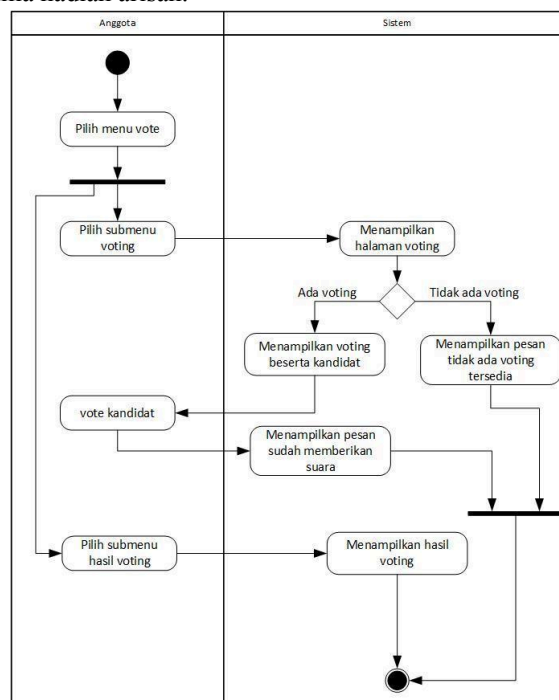 Anggota
Sistem
Pilih menu vote
Pilih submenu
voting
Menampilkan
halaman voting
Ada voting
Tidak ada voting
Menampilkan voting
beserta kandidat
Menampilkan pesan
tidak ada voting
tersedia
vote kandidat
Menampilkan pesan
sudah memberikan
suara
Pilih submenu
hasil voting
Menampilkan hasil
voting